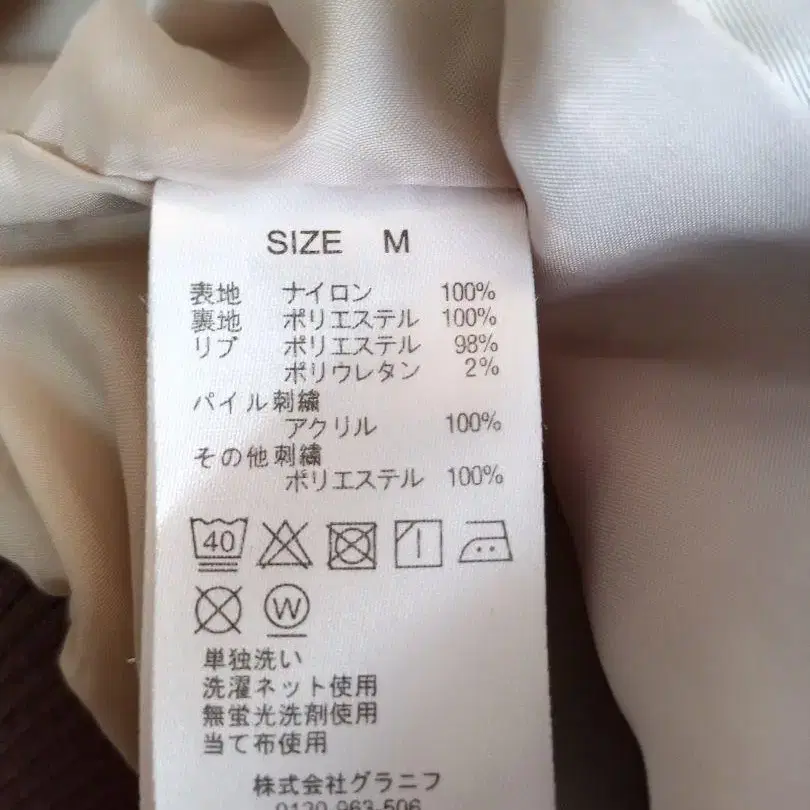 SIZE M
表地 ナイロン 100%
裏地 ポリエステル 100%
リブ ポリエステル 98%
ポリウレタン 2%
パイル刺繍
アクリル 100%
その他刺繍
ポリエステル 100%
40
W
単独洗い
洗濯ネット使用
無蛍光洗剤使用
当て布使用
株式会社グラニフ
0120-963-506